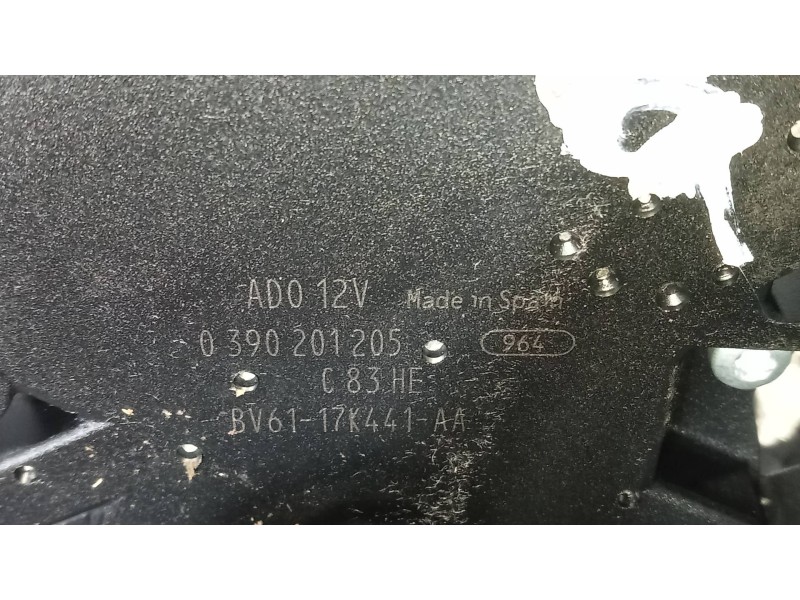 ADO 12V Made in Spain
0 390 201 205 964
C 83 HE
BV61-17K441-AA